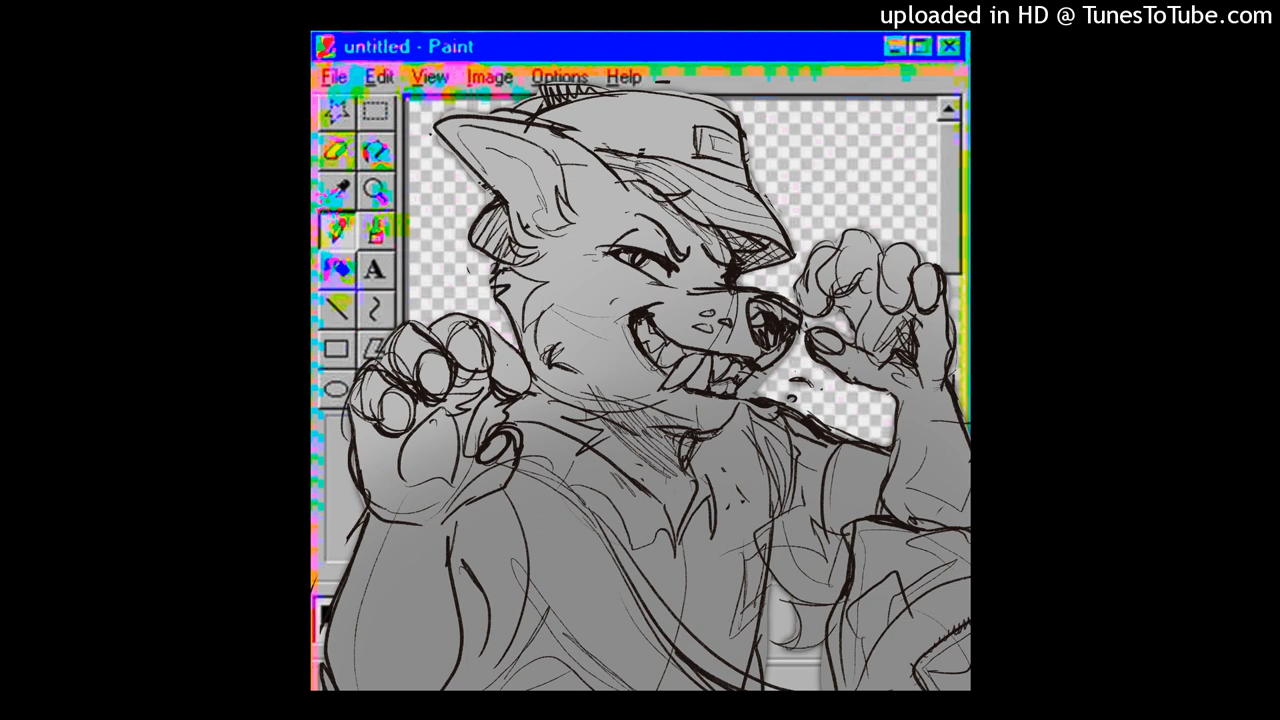 uploaded in HD @ TunesToTube.com
untitled - Paint
File Edit View Image Options Help
A